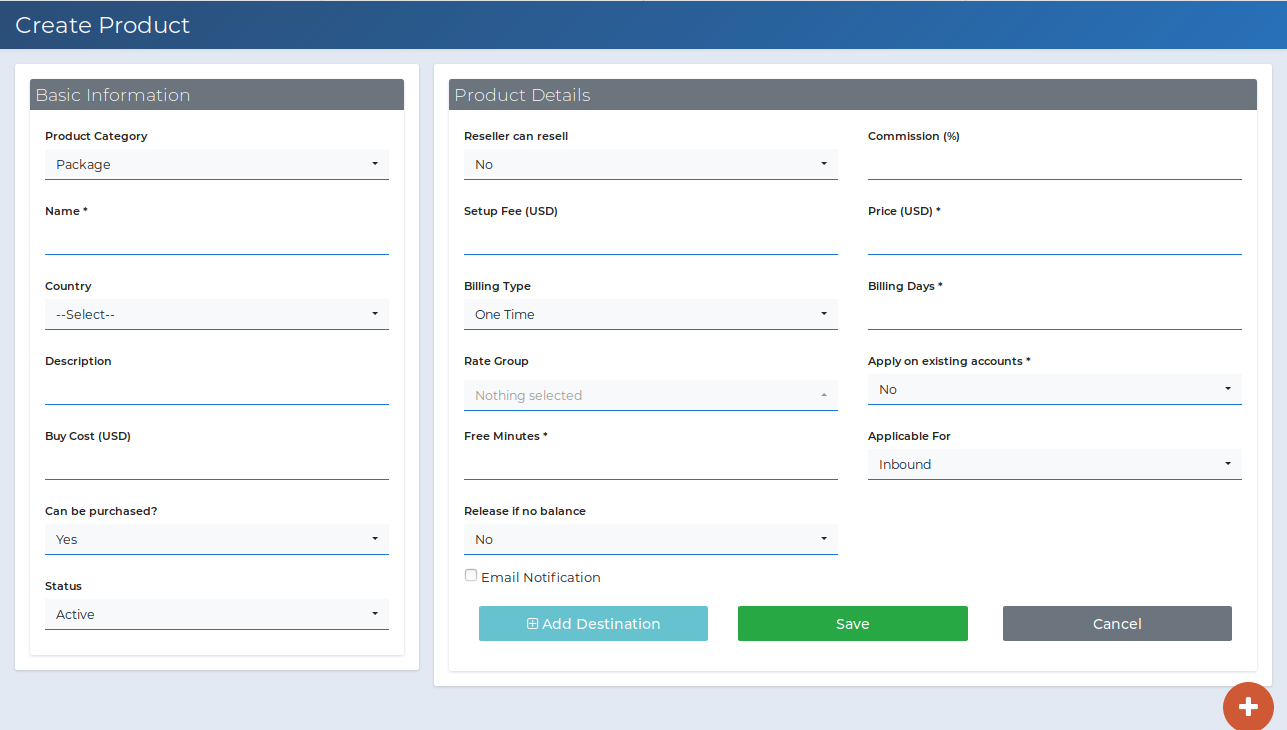 Create Product
Basic Information
Product Category
Package
Name *
Country
--Select--
Description
Buy Cost (USD)
Can be purchased?
Yes
Status
Active
Product Details
Reseller can resell
No
Commission (%)
Setup Fee (USD)
Price (USD) *
Billing Type
One Time
Billing Days *
Rate Group
Nothing selected
Apply on existing accounts *
No
Free Minutes *
Applicable For
Inbound
Release if no balance
No
Email Notification
Add Destination
Save
Cancel